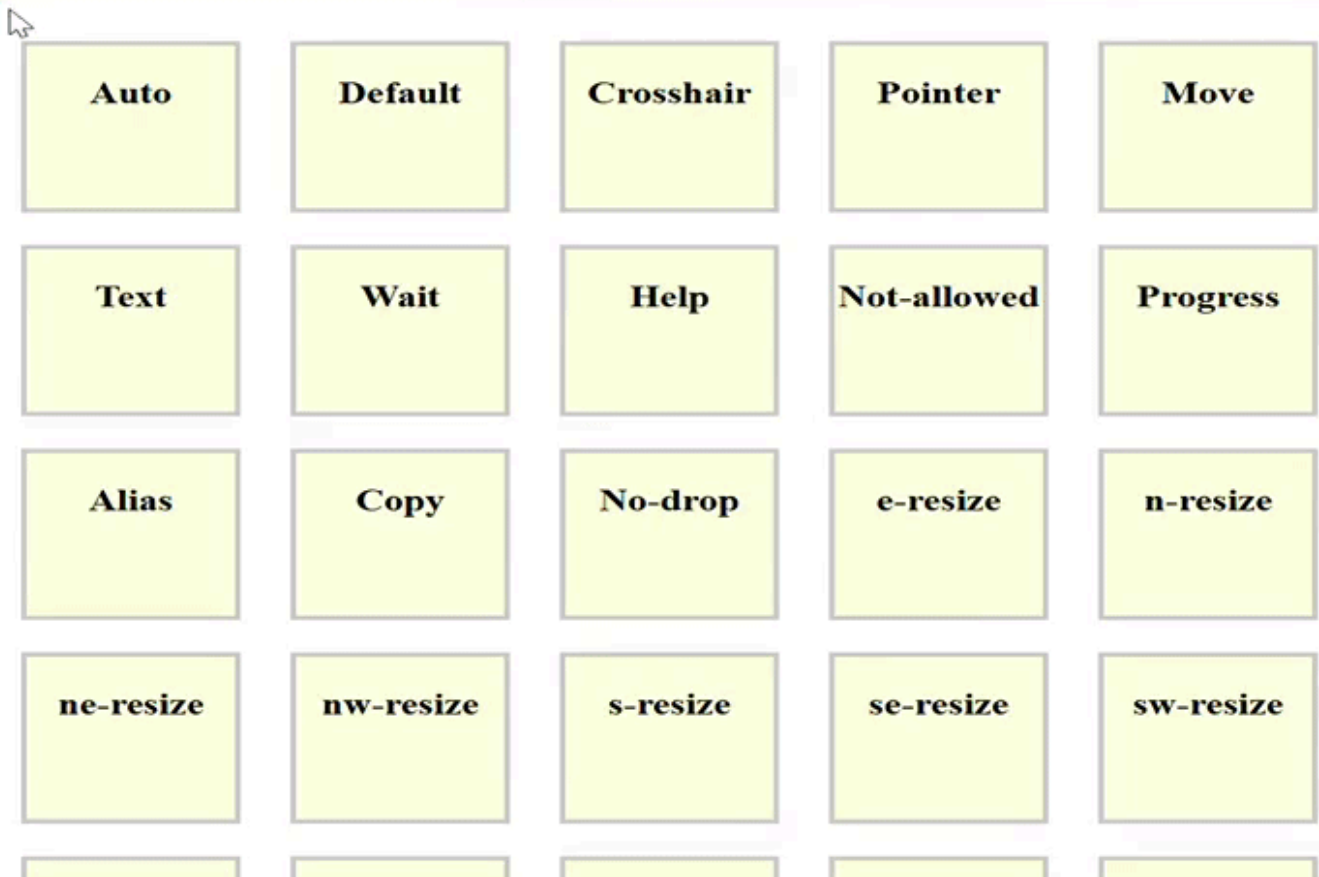 Auto
Default
Crosshair
Pointer
Move
Text
Wait
Help
Not-allowed
Progress
Alias
Copy
No-drop
e-resize
n-resize
ne-resize
nw-resize
s-resize
se-resize
sw-resize